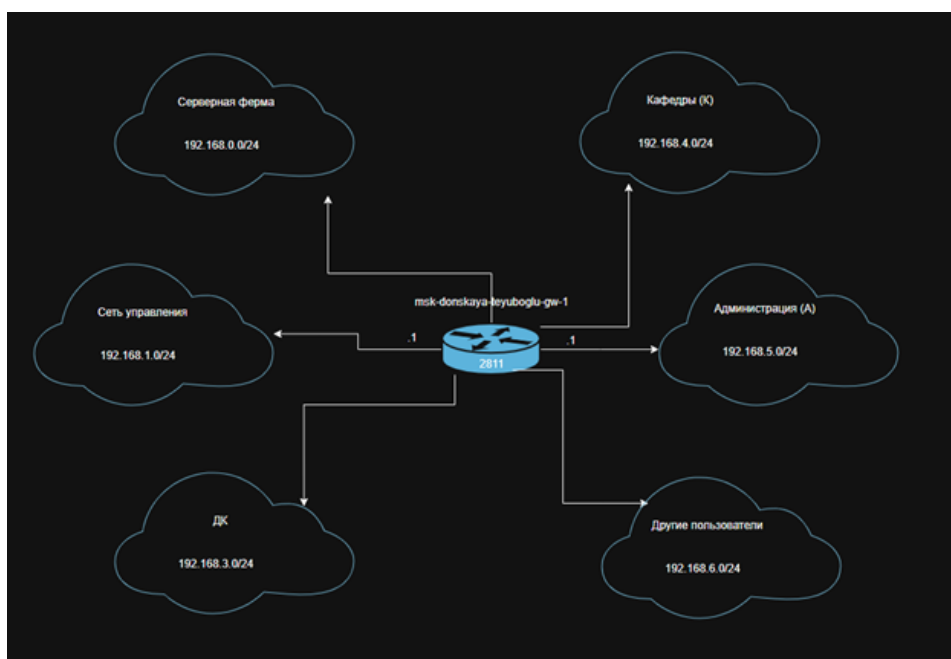 Серверная ферма
192.168.0.0/24
Кафедры (К)
192.168.4.0/24
msk-donskaya-teyuboglu-gw-1
Сеть управления
192.168.1.0/24
.1
2811
.1
Администрация (А)
192.168.5.0/24
ДК
192.168.3.0/24
Другие пользователи
192.168.6.0/24